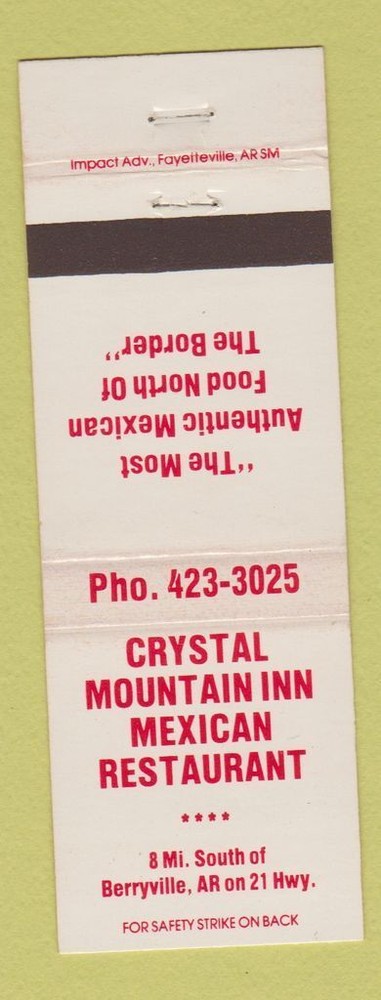 Impact Adv., Fayetteville, AR SM
"The Most
Authentic Mexican
Food North Of
The Border"
Pho. 423-3025
CRYSTAL
MOUNTAIN INN
MEXICAN
RESTAURANT
****
8 Mi. South of
Berryville, AR on 21 Hwy.
FOR SAFETY STRIKE ON BACK